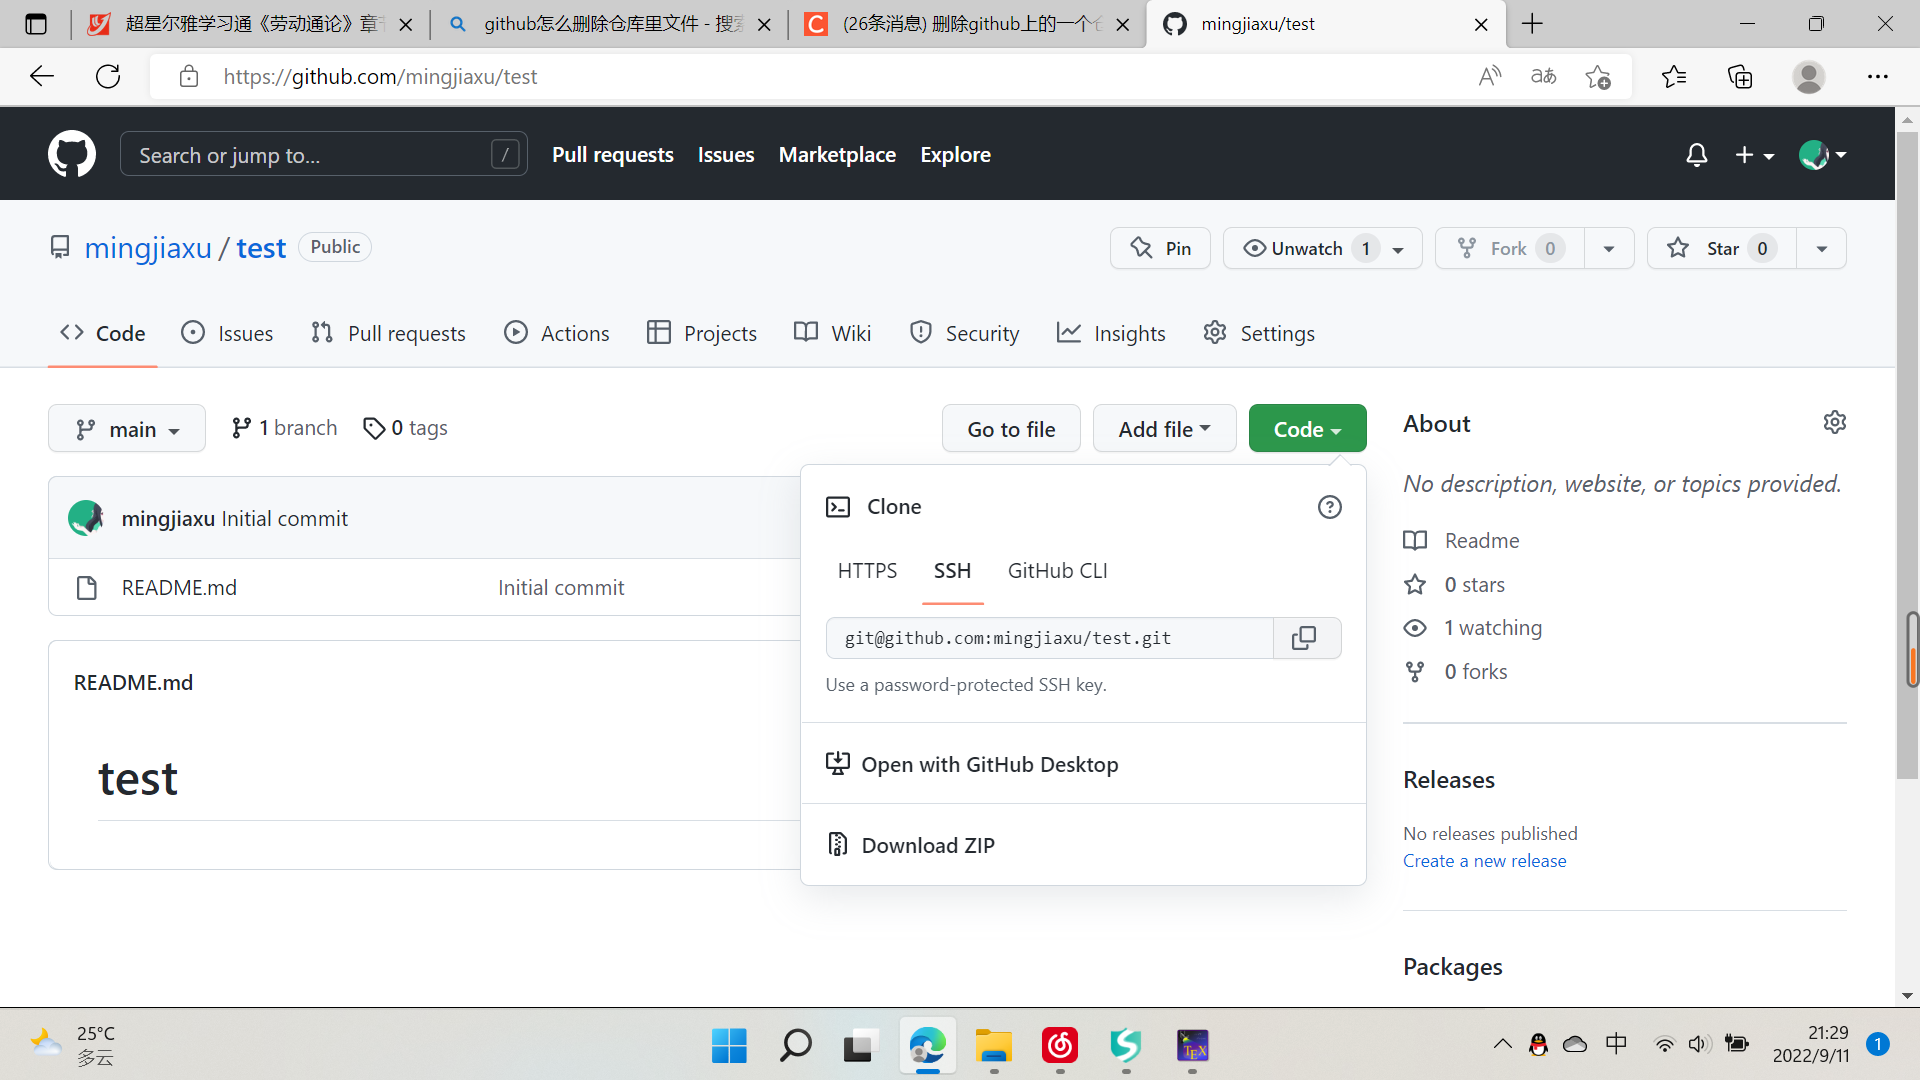 超星尔雅学习通《劳动通论》章节
github怎么删除仓库里文件 - 搜索
(26条消息) 删除github上的一个仓
mingjiaxu/test
https://github.com/mingjiaxu/test
Search or jump to...
/
Pull requests
Issues
Marketplace
Explore
mingjiaxu / test
Public
Pin
Unwatch 1
Fork 0
Star 0
Code
Issues
Pull requests
Actions
Projects
Wiki
Security
Insights
Settings
main
1 branch
0 tags
Go to file
Add file
Code
About
No description, website, or topics provided.
Clone
mingjiaxu Initial commit
Readme
HTTPS
SSH
GitHub CLI
README.md
Initial commit
0 stars
1 watching
git@github.com:mingjiaxu/test.git
0 forks
Use a password-protected SSH key.
README.md
test
Open with GitHub Desktop
Releases
No releases published
Create a new release
Download ZIP
Packages
25°C
多云
中
21:29
2022/9/11
1